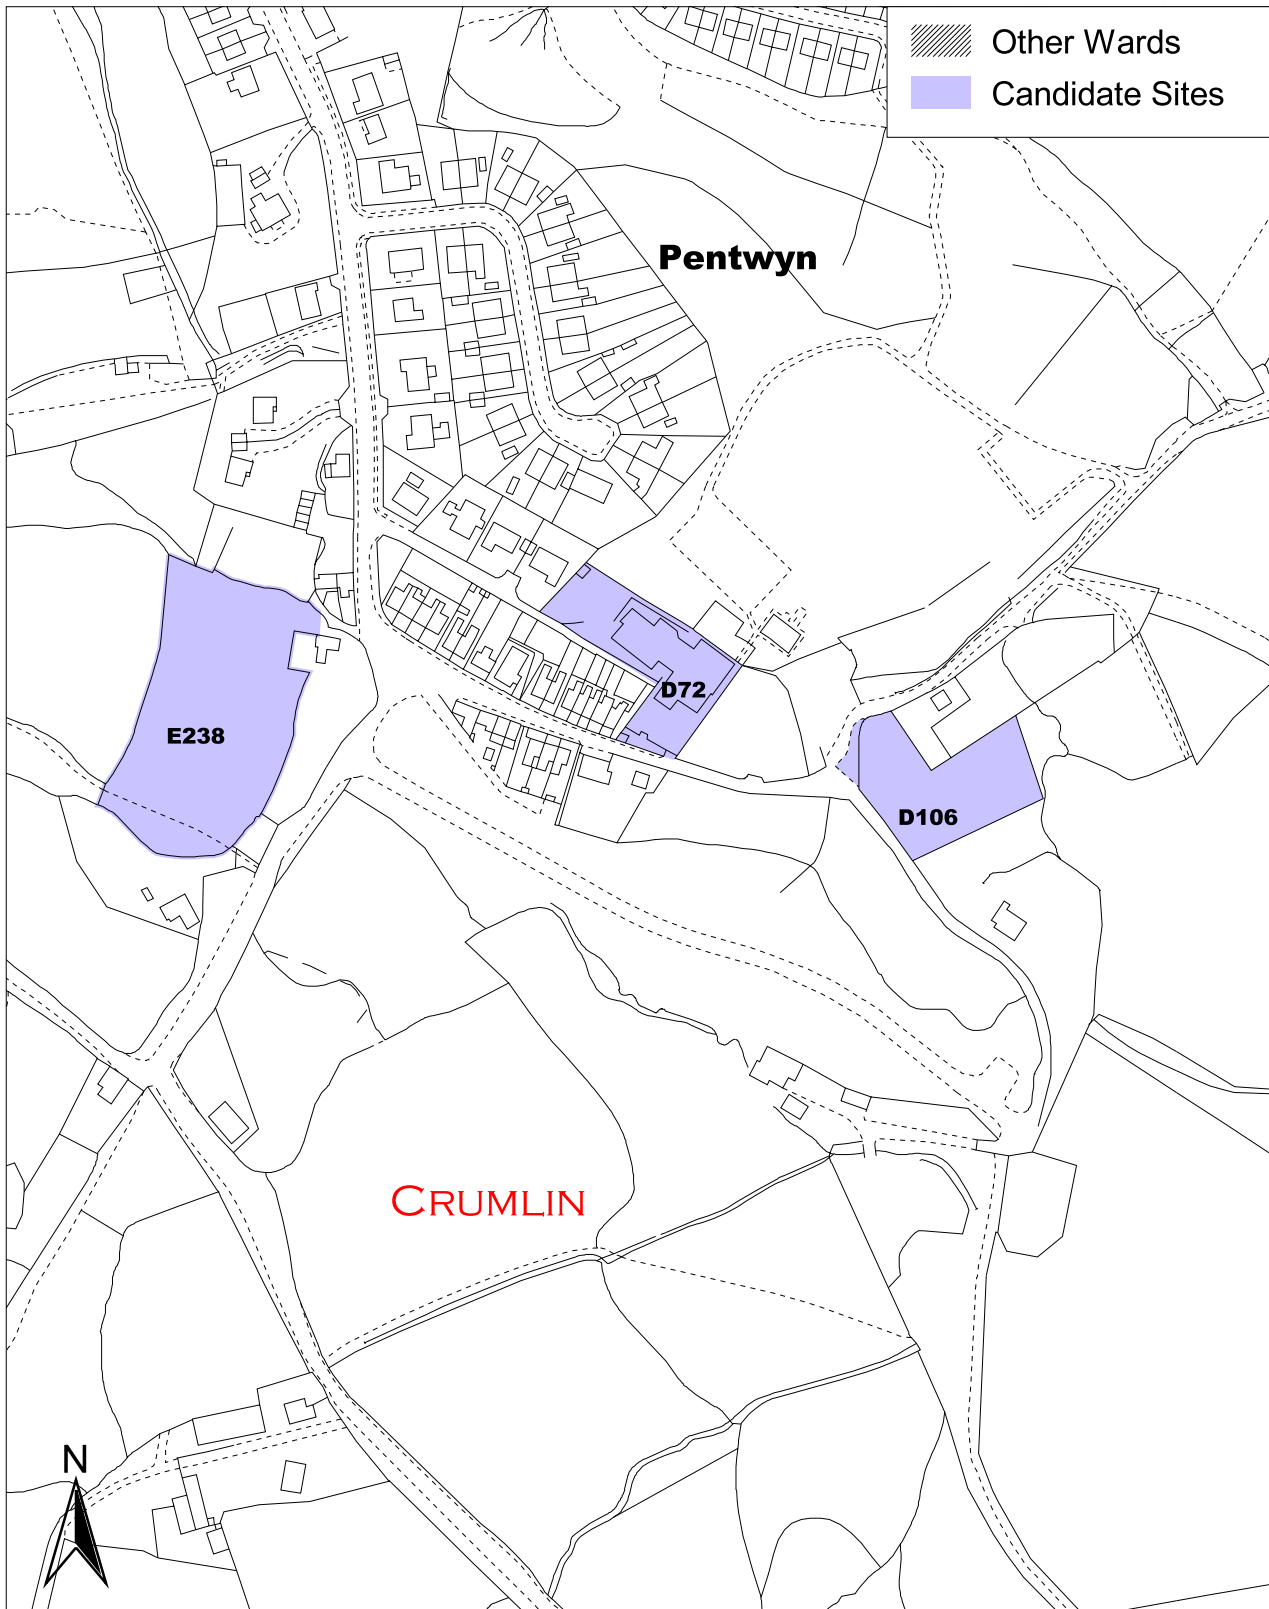 Other Wards
Candidate Sites
Pentwyn
D72
E238
D106
CRUMLIN
N